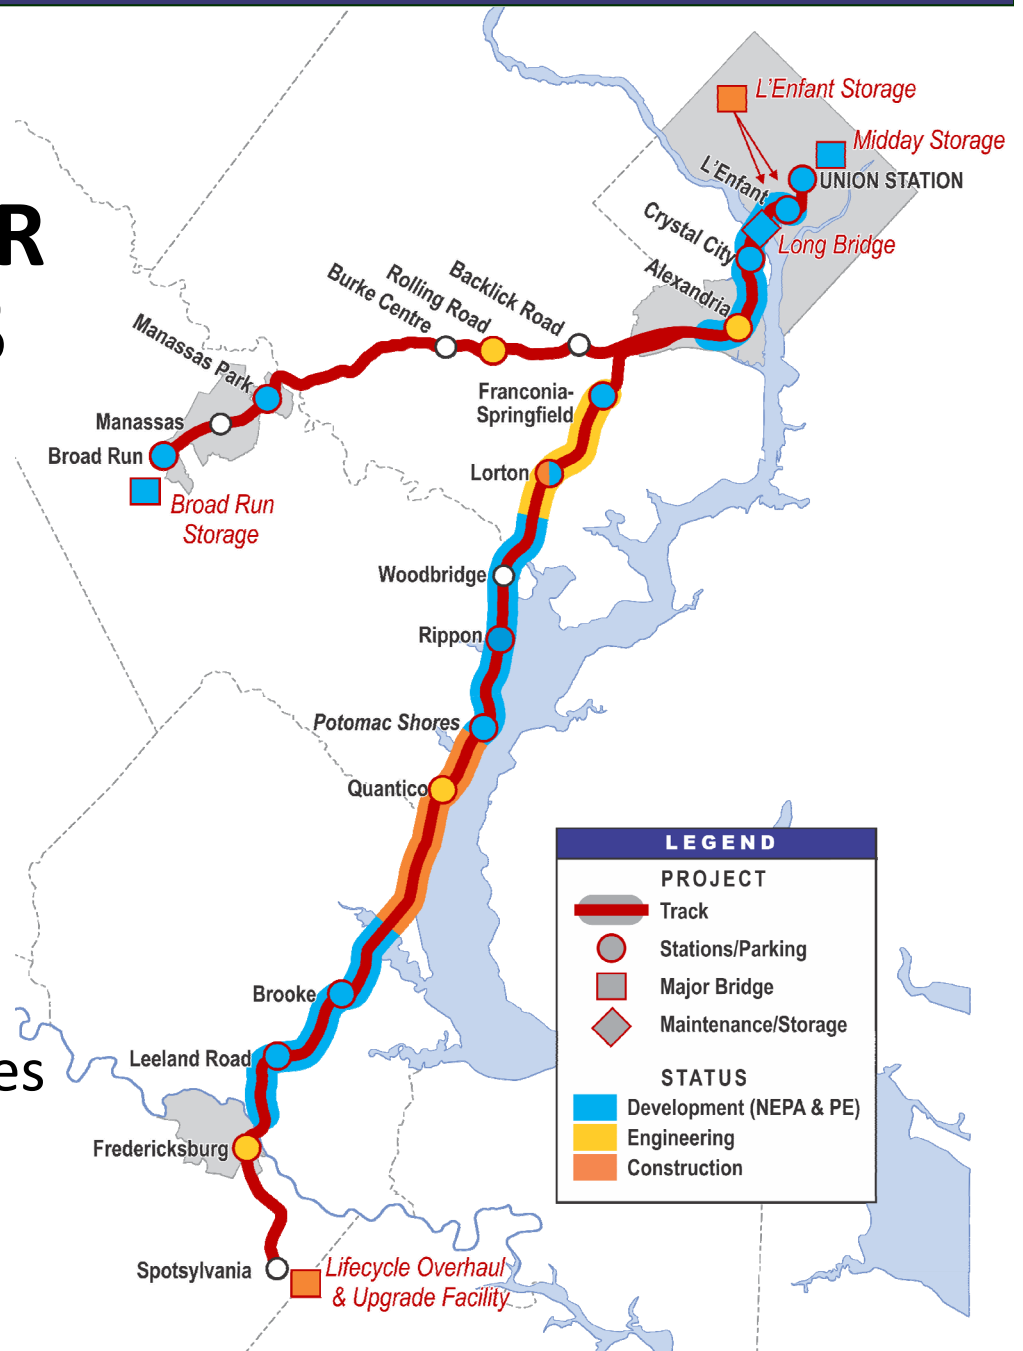 L'Enfant Storage
Midday Storage
L'Enfant
UNION STATION
R
Crystal City
Long Bridge
Alexandria
Backlick Road
Rolling Road
Burke Centre
Manassas Park
Franconia-
Springfield
Manassas
Broad Run
Lorton
Broad Run
Storage
Woodbridge
Rippon
Potomac Shores
Quantico
LEGEND
PROJECT
Track
Stations/Parking
Major Bridge
Maintenance/Storage
STATUS
Development (NEPA & PE)
Engineering
Construction
Brooke
Leeland Road
es
Fredericksburg
Spotsylvania
Lifecycle Overhaul
& Upgrade Facility